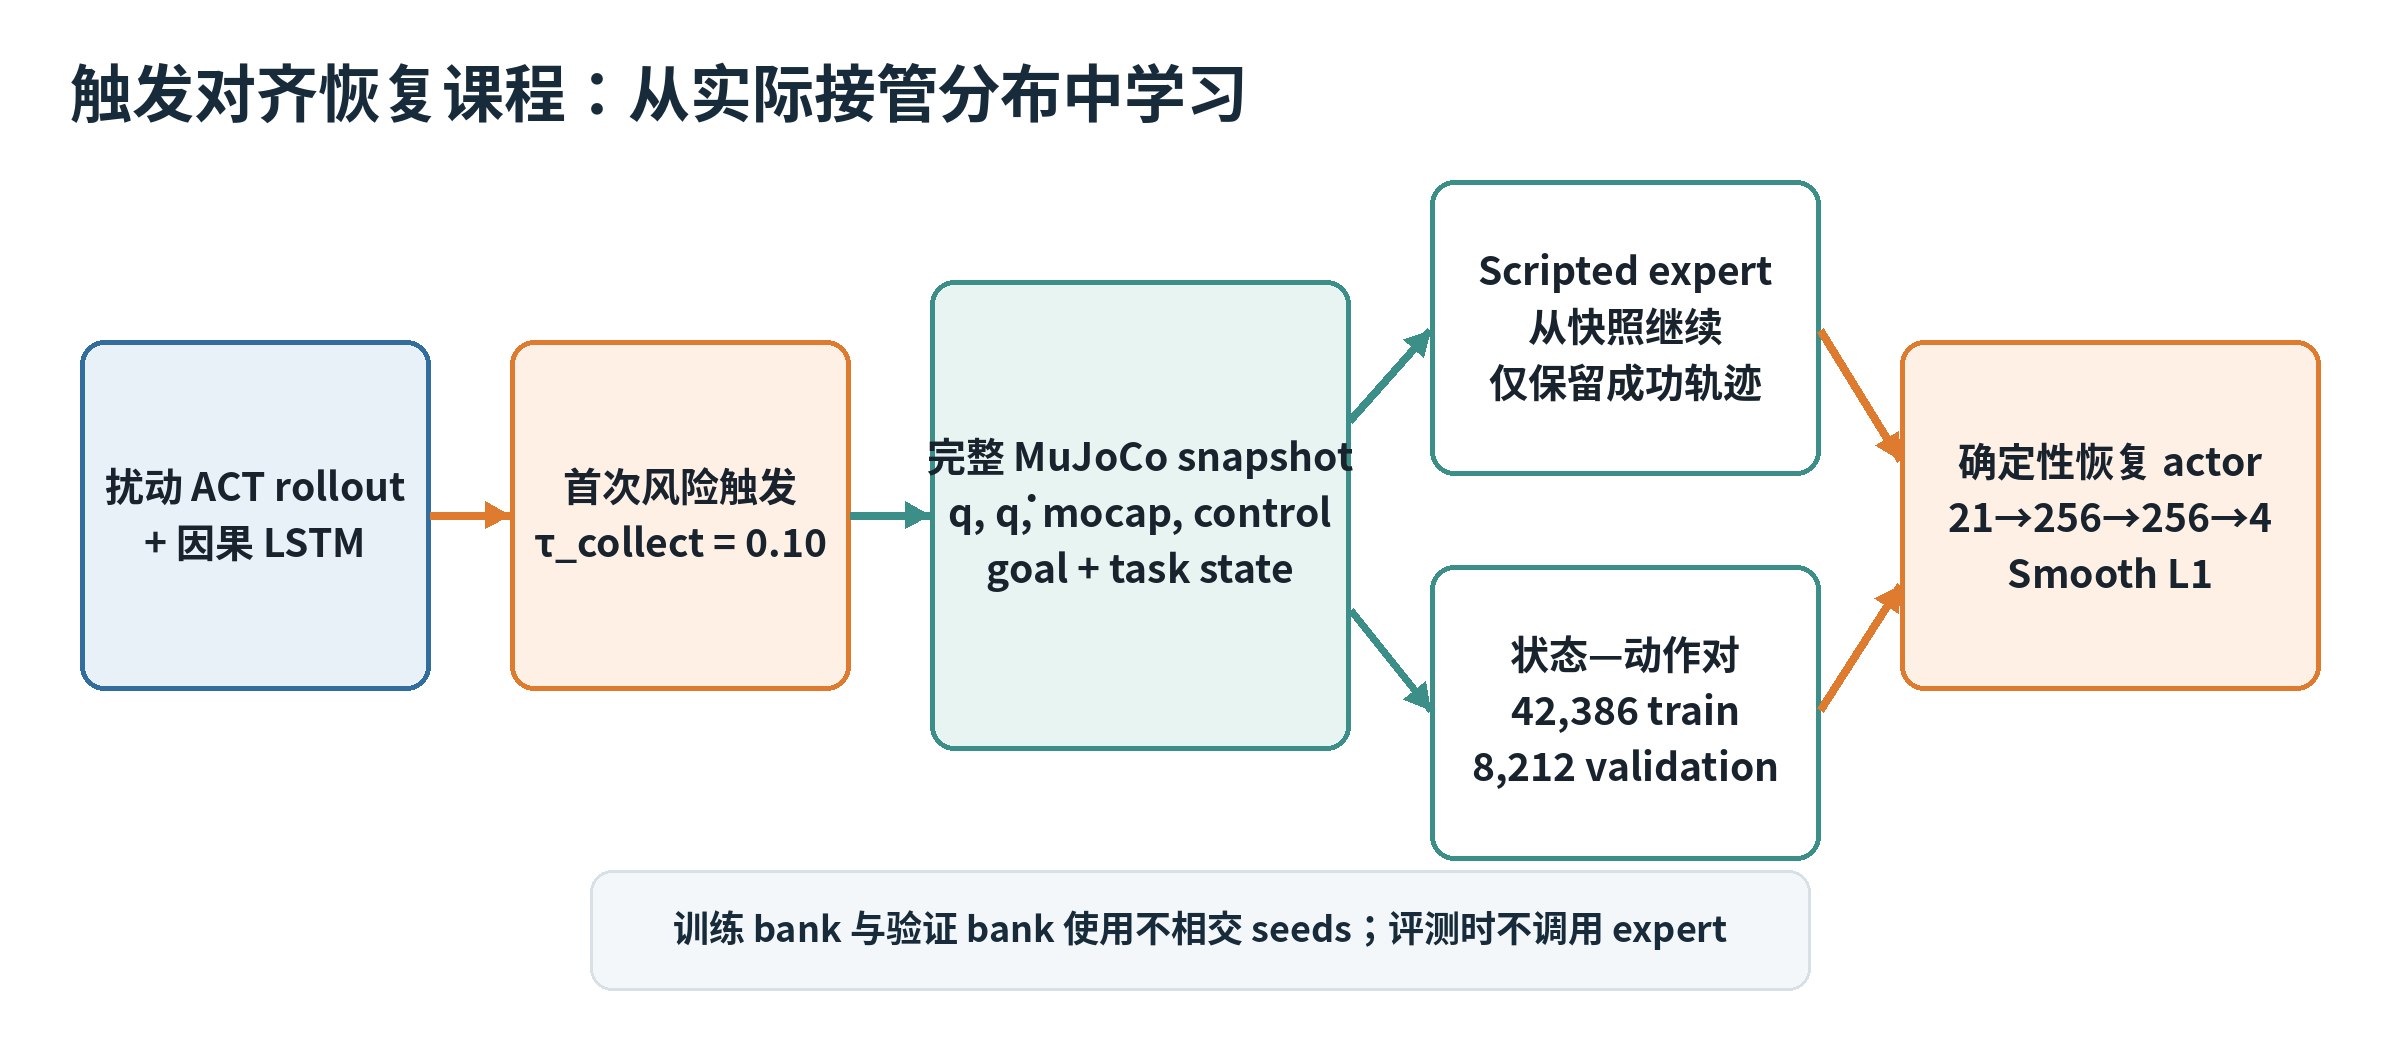 触发对齐恢复课程：从实际接管分布中学习
扰动 ACT rollout
+ 因果 LSTM
首次风险触发
τ_collect = 0.10
完整 MuJoCo snapshot
q, q̇, mocap, control
goal + task state
Scripted expert
从快照继续
仅保留成功轨迹
状态—动作对
42,386 train
8,212 validation
确定性恢复 actor
21→256→256→4
Smooth L1
训练 bank 与验证 bank 使用不相交 seeds；评测时不调用 expert